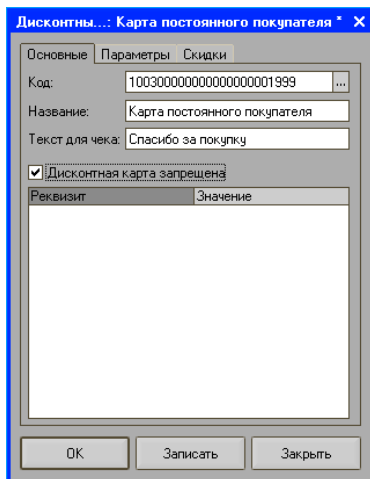 Дисконтны...: Карта постоянного покупателя *
Основные Параметры Скидки
Код: 10030000000000000001999 ...
Название: Карта постоянного покупателя
Текст для чека: Спасибо за покупку
Дисконтная карта запрещена
Реквизит Значение
OK Записать Закрыть